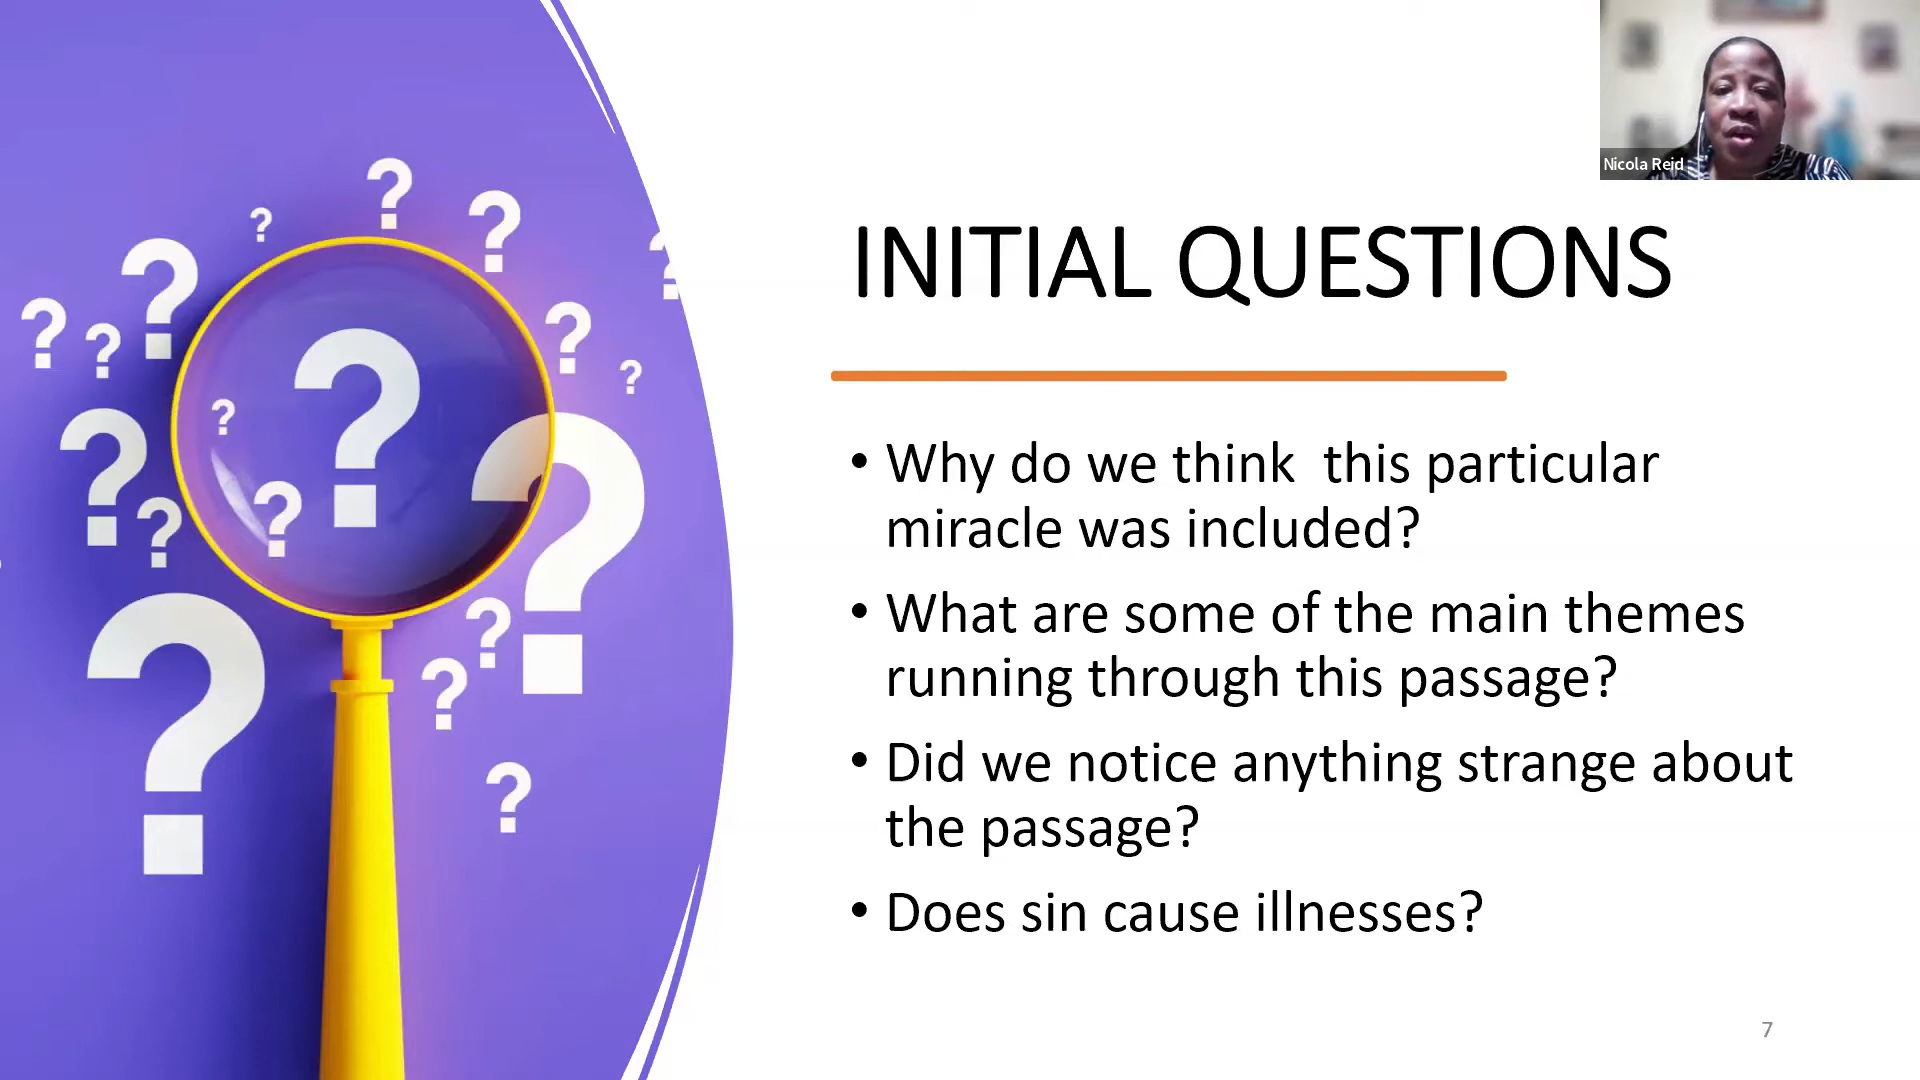 Nicola Reid
INITIAL QUESTIONS
• Why do we think  this particular
miracle was included?
• What are some of the main themes
running through this passage?
• Did we notice anything strange about
the passage?
• Does sin cause illnesses?
7
? ? ? ? ? ? ? ? ? ? ? ? ? ? ? ? ? ? ?